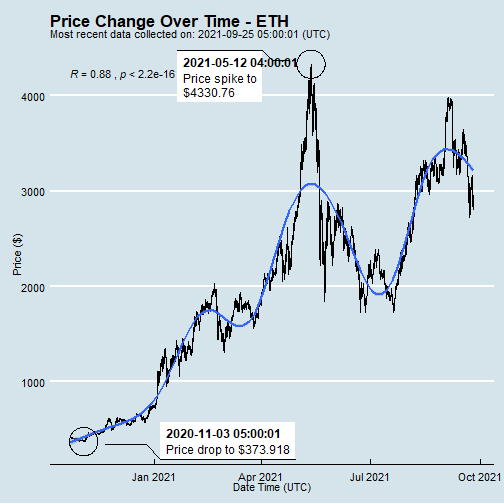 Price Change Over Time - ETH
Most recent data collected on: 2021-09-25 05:00:01 (UTC)
2021-05-12 04:00:01
Price spike to
$4330.76
R = 0.88 , p < 2.2e-16
4000
3000
2000
1000
Price ($)
2020-11-03 05:00:01
Price drop to $373.918
Jan 2021
Apr 2021
Jul 2021
Oct 2021
Date Time (UTC)